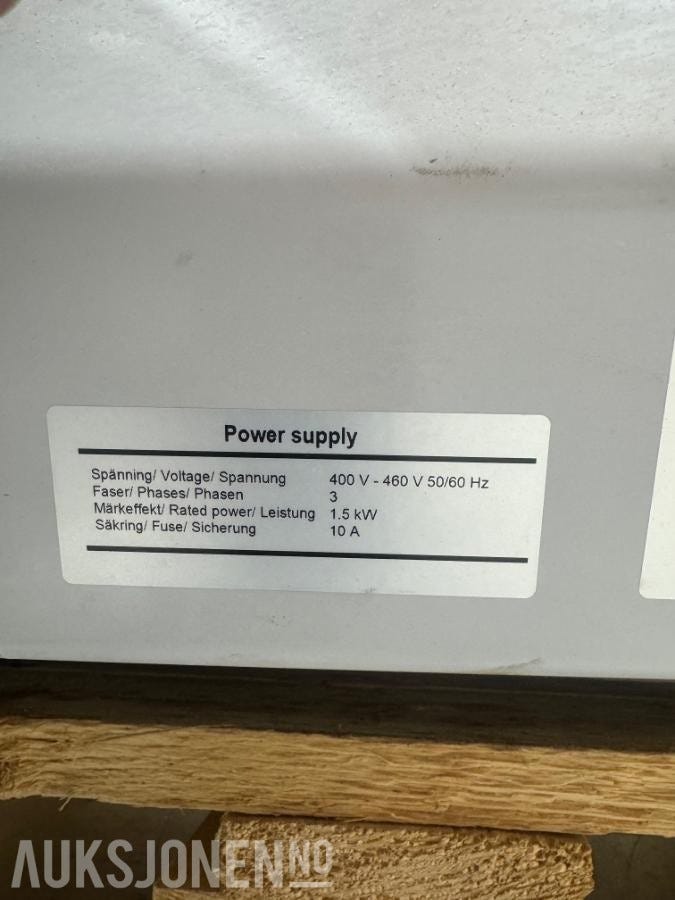 Power supply
Spänning/ Voltage/ Spannung 400 V - 460 V 50/60 Hz
Faser/ Phases/ Phasen 3
Märkeffekt/ Rated power/ Leistung 1.5 kW
Säkring/ Fuse/ Sicherung 10 A
AUKSJONEN NO